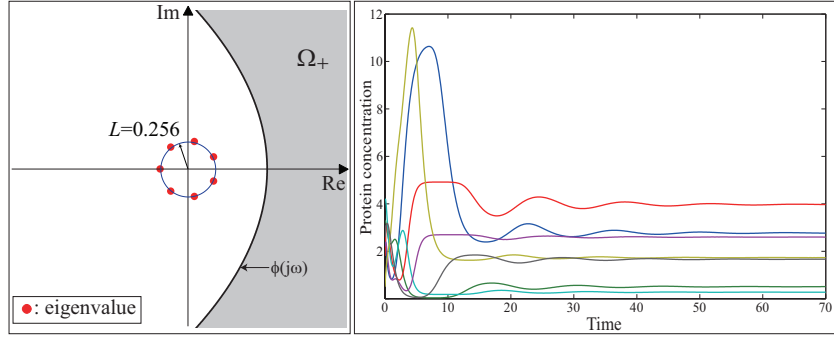 Im
Ω+
L=0.256
Re
ϕ(jω)
: eigenvalue
Protein concentration
12
10
8
6
4
2
0
0 10 20 30 40 50 60 70
Time